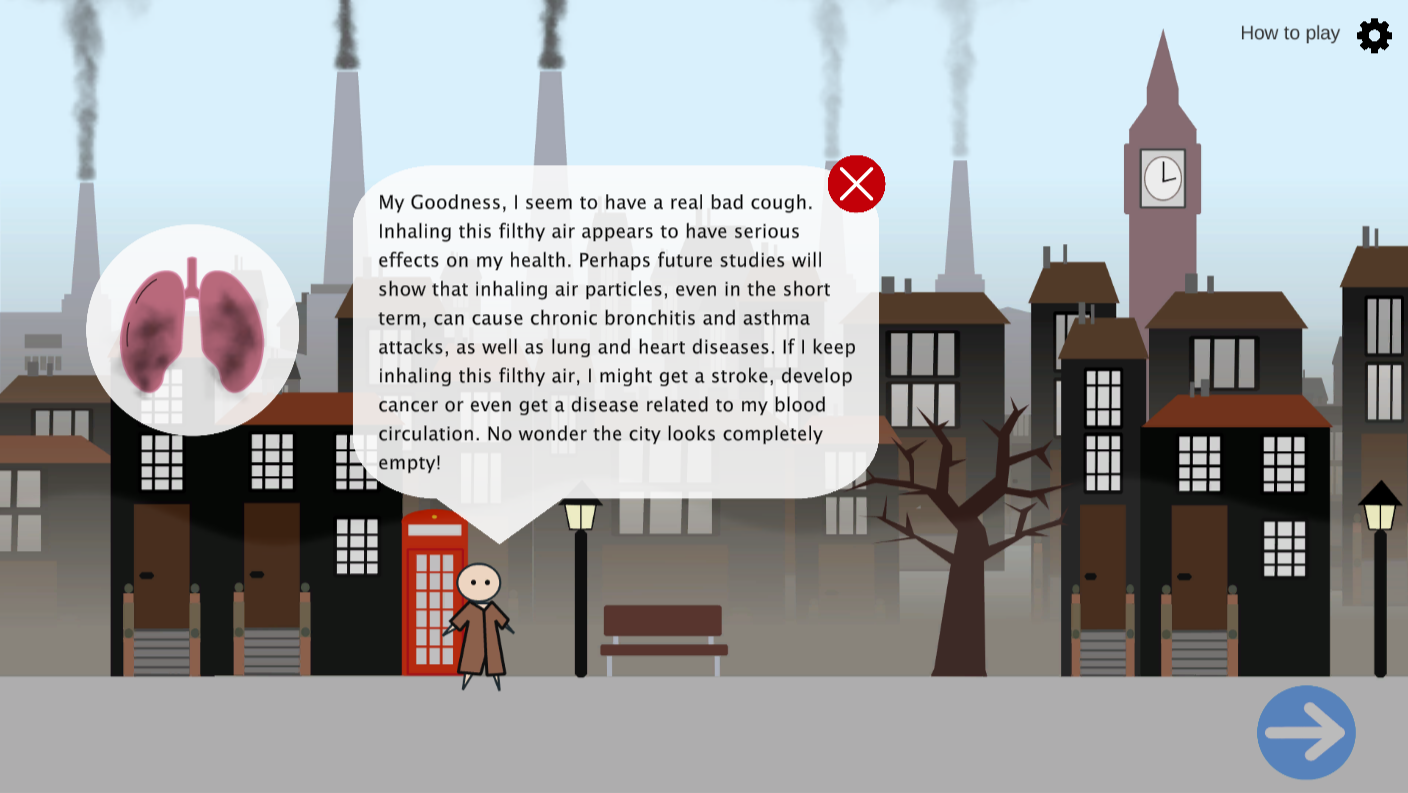 How to play
My Goodness, I seem to have a real bad cough.
Inhaling this filthy air appears to have serious
effects on my health. Perhaps future studies will
show that inhaling air particles, even in the short
term, can cause chronic bronchitis and asthma
attacks, as well as lung and heart diseases. If I keep
inhaling this filthy air, I might get a stroke, develop
cancer or even get a disease related to my blood
circulation. No wonder the city looks completely
empty!